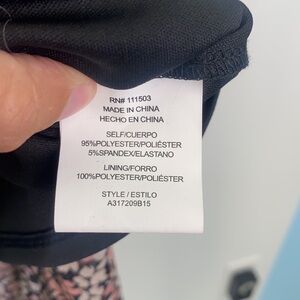 RN# 111503
MADE IN CHINA
HECHO EN CHINA
SELF/CUERPO
95%POLYESTER/POLIÉSTER
5%SPANDEX/ELASTANO
LINING/FORRO
100%POLYESTER/POLIÉSTER
STYLE / ESTILO
A317209B15